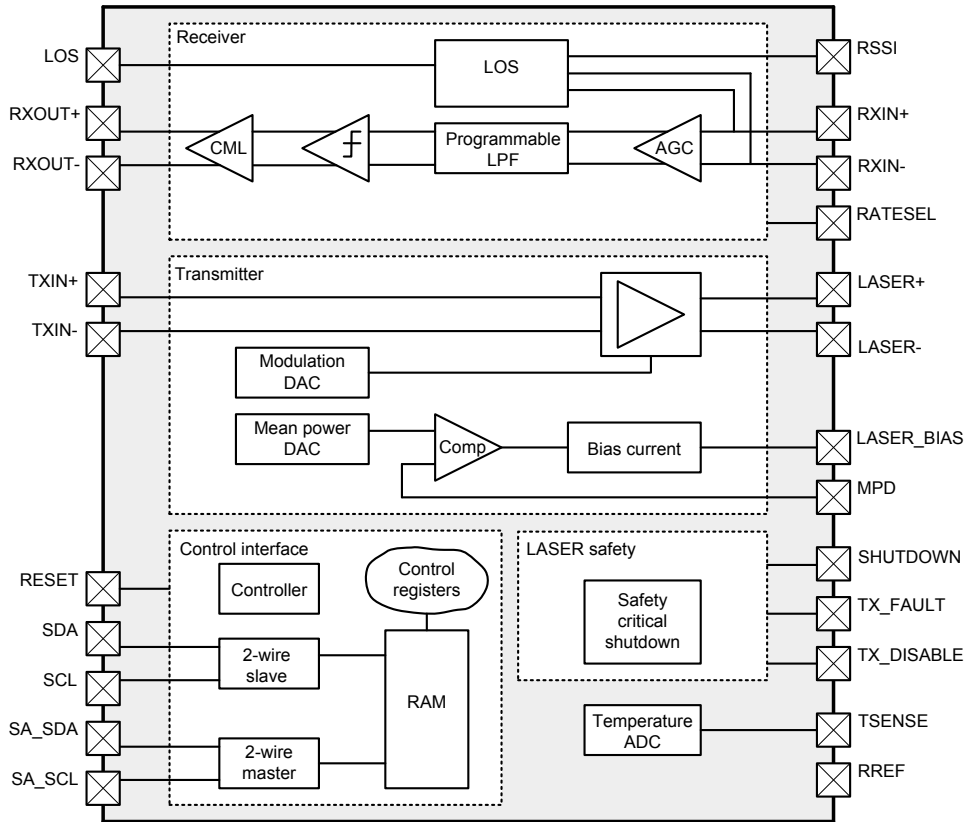 Receiver
LOS
LOS
RSSI
RXOUT+
RXIN+
CML
Programmable
LPF
AGC
RXOUT-
RXIN-
RATESEL
Transmitter
TXIN+
LASER+
TXIN-
LASER-
Modulation
DAC
Mean power
DAC
Comp
Bias current
LASER_BIAS
MPD
Control interface
LASER safety
RESET
Controller
Control
registers
SHUTDOWN
Safety
critical
shutdown
TX_FAULT
SDA
2-wire
slave
TX_DISABLE
SCL
RAM
SA_SDA
2-wire
master
Temperature
ADC
TSENSE
SA_SCL
RREF